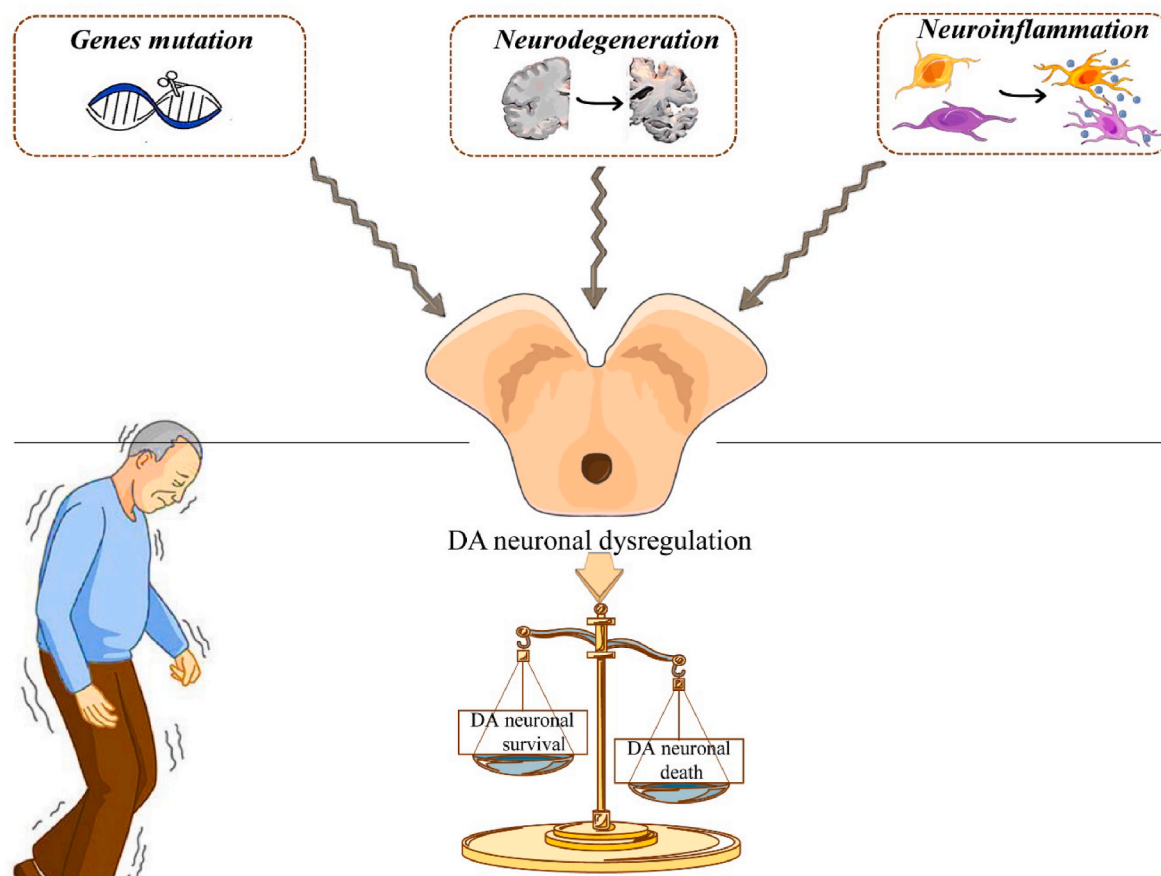 Genes mutation
Neurodegeneration
Neuroinflammation
DA neuronal dysregulation
DA neuronal
survival
DA neuronal
death